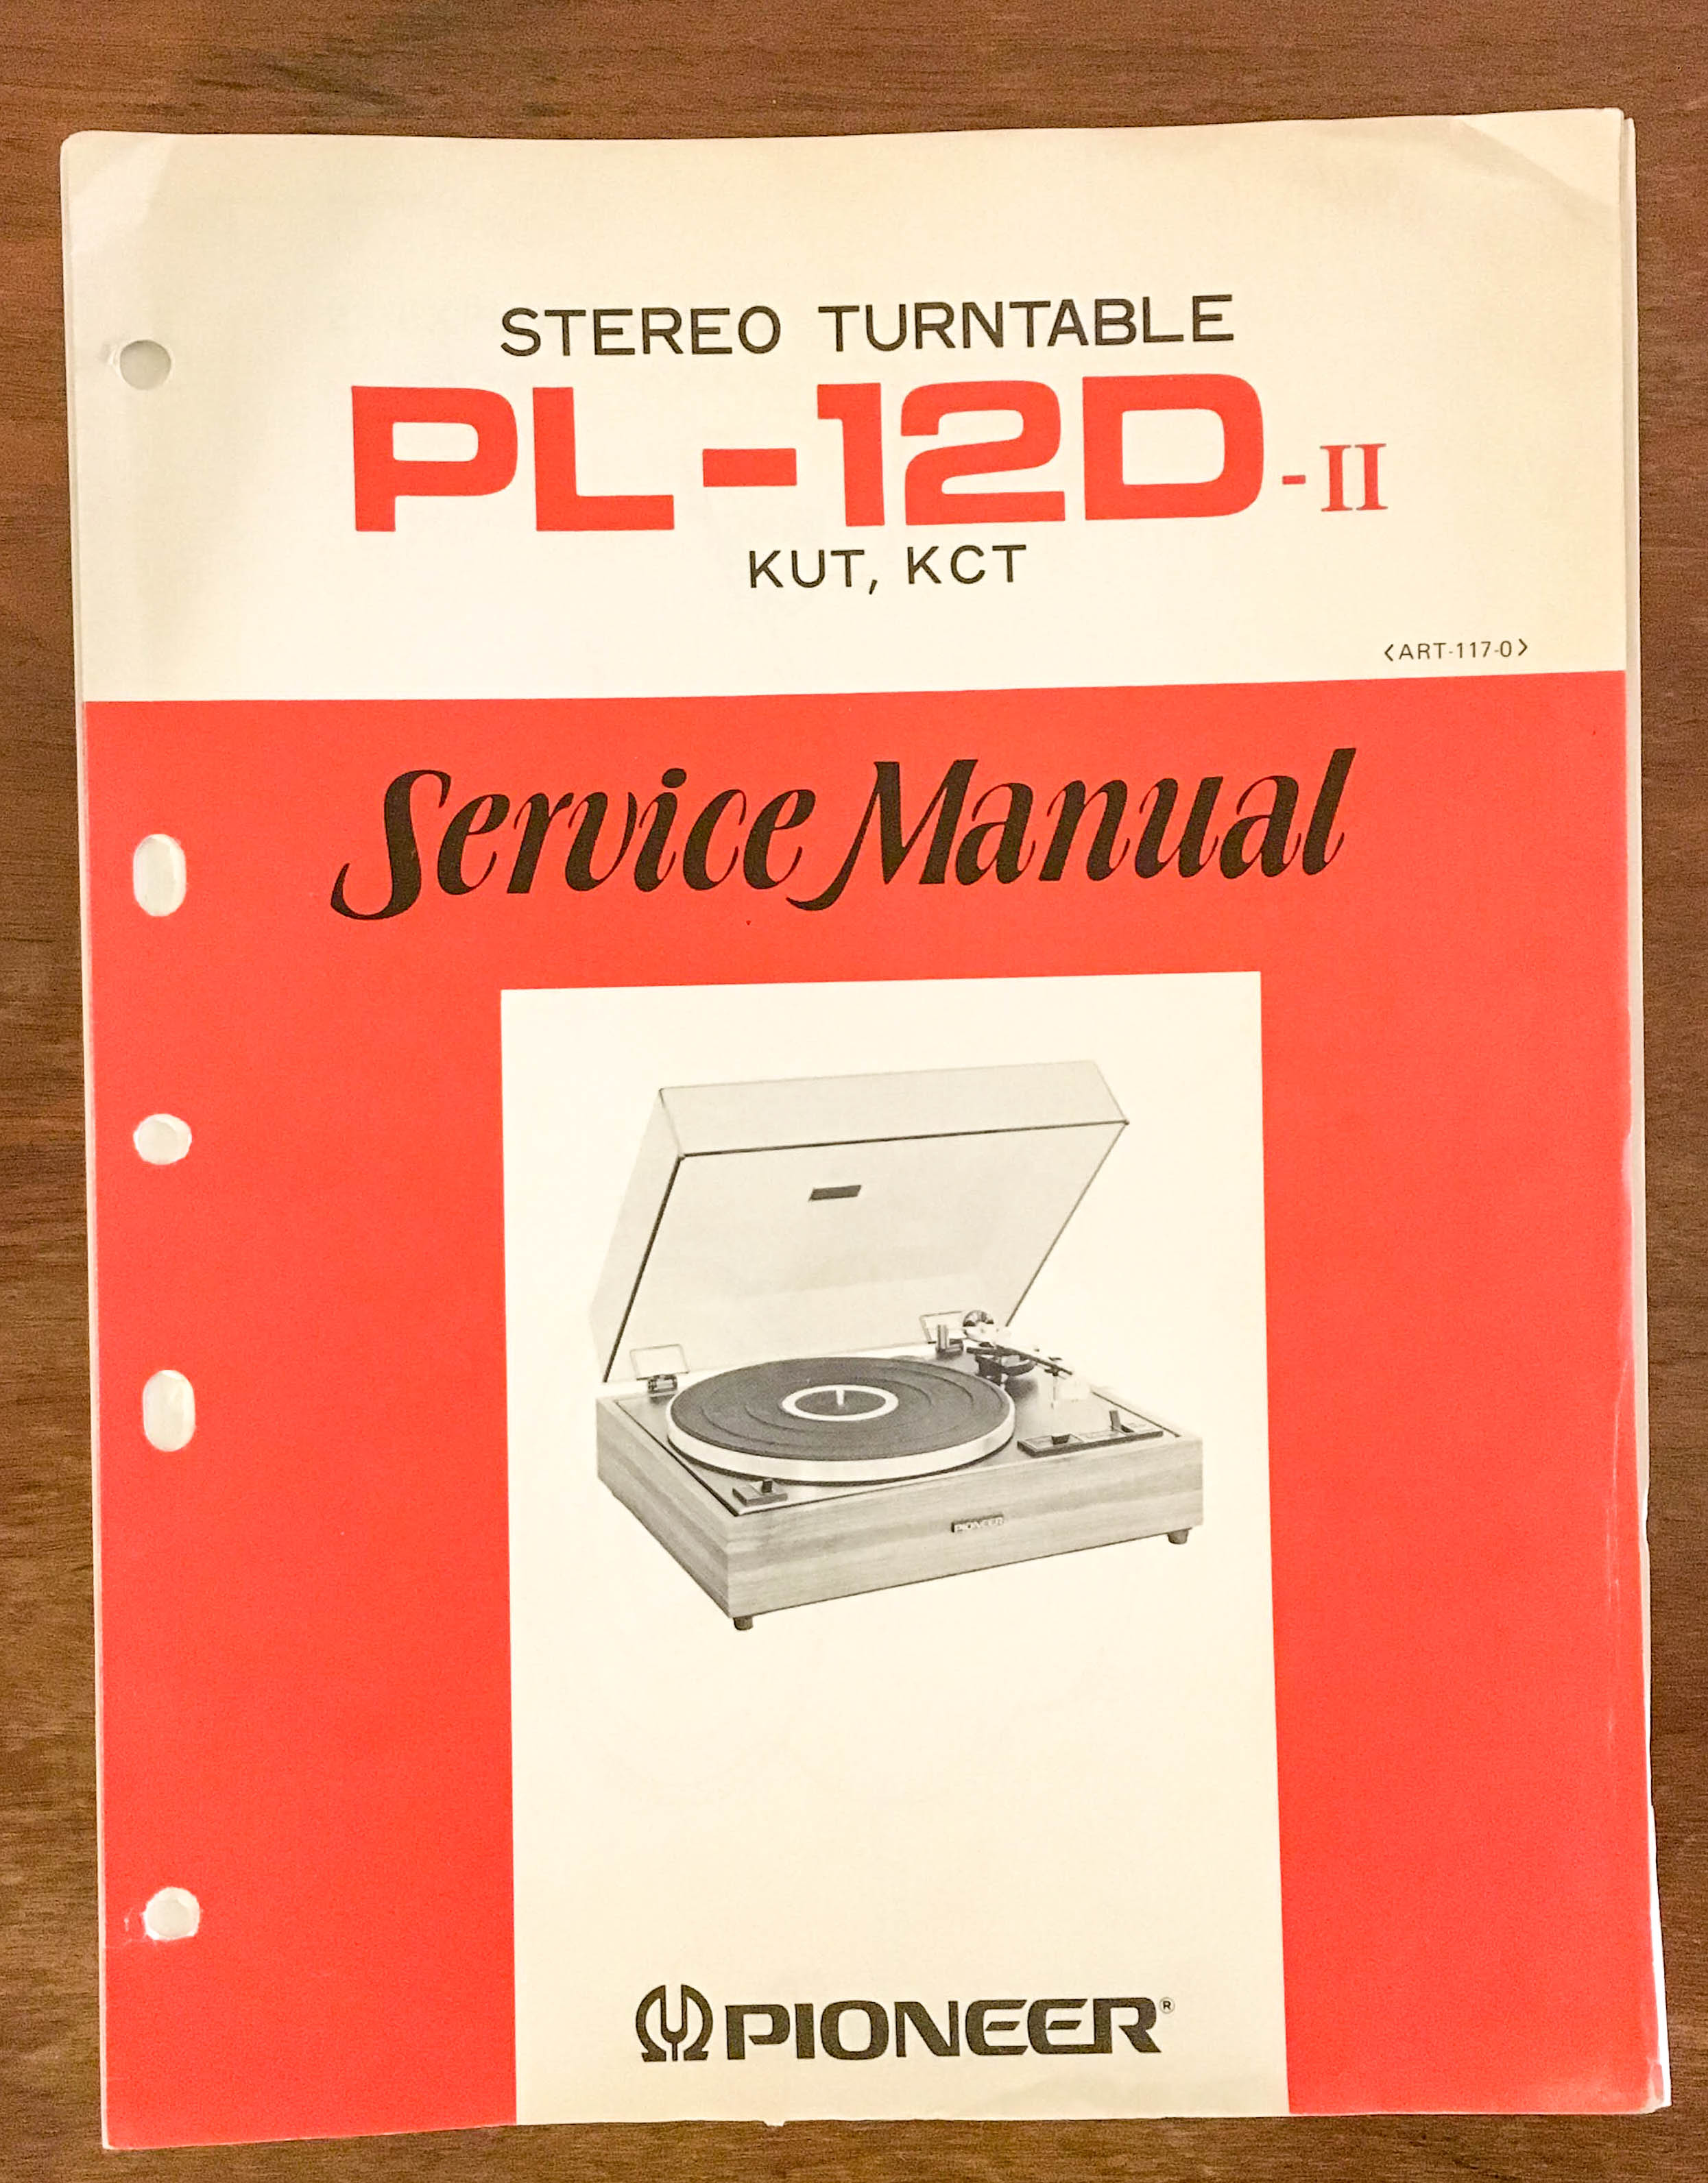 STEREO TURNTABLE
PL-12D-II
KUT, KCT
<ART-117-0>
Service Manual
PIONEER
PIONEER®